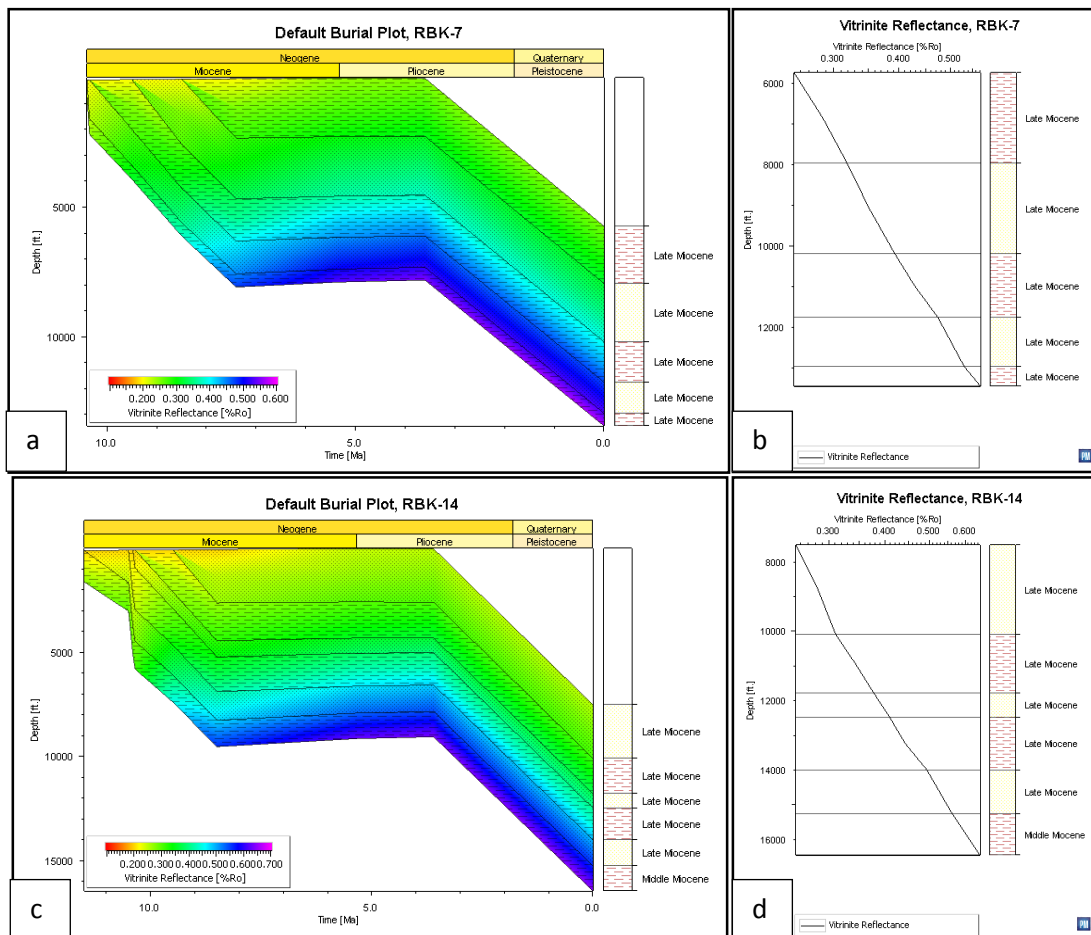 Default Burial Plot, RBK-7
Neogene
Quaternary
Miocene
Pliocene
Pleistocene
5000
10000
Depth [ft.]
Late Miocene
Late Miocene
Late Miocene
Late Miocene
Late Miocene
0.200 0.300 0.450 0.600
Vitrinite Reflectance [%Ro]
10.0 5.0 0.0
Time [Ma]
a
Vitrinite Reflectance, RBK-7
Vitrinite Reflectance [%Ro]
0.300 0.400 0.500
6000
8000
10000
12000
Depth [ft.]
Late Miocene
Late Miocene
Late Miocene
Late Miocene
Late Miocene
Vitrinite Reflectance
PM
b
Default Burial Plot, RBK-14
Neogene
Quaternary
Miocene
Pliocene
Pleistocene
5000
10000
15000
Depth [ft.]
Late Miocene
Late Miocene
Late Miocene
Late Miocene
Late Miocene
Middle Miocene
0.200 0.300 0.400 0.500 0.600 0.700
Vitrinite Reflectance [%Ro]
10.0 5.0 0.0
Time [Ma]
c
Vitrinite Reflectance, RBK-14
Vitrinite Reflectance [%Ro]
0.300 0.400 0.500 0.600
8000
10000
12000
14000
16000
Depth [ft.]
Late Miocene
Late Miocene
Late Miocene
Late Miocene
Late Miocene
Middle Miocene
Vitrinite Reflectance
PM
d